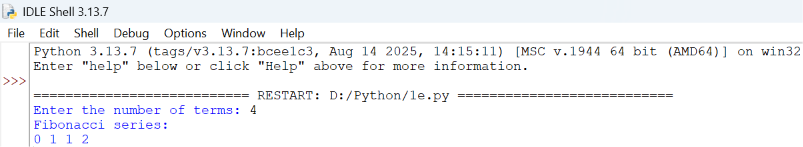 IDLE Shell 3.13.7
File Edit Shell Debug Options Window Help
Python 3.13.7 (tags/v3.13.7:bcee1c3, Aug 14 2025, 14:15:11) [MSC v.1944 64 bit (AMD64)] on win32
Enter "help" below or click "Help" above for more information.
>>>
=========================== RESTART: D:/Python/1e.py ===========================
Enter the number of terms: 4
Fibonacci series:
0 1 1 2